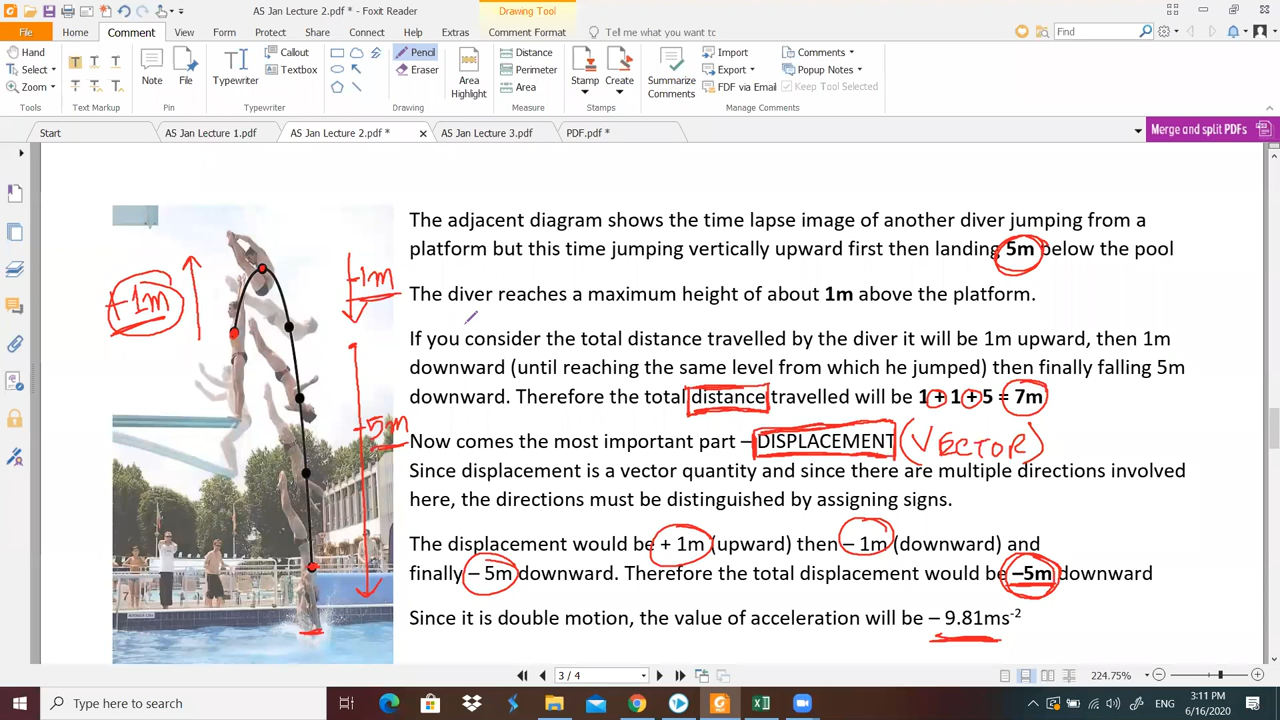 AS Jan Lecture 2.pdf * - Foxit Reader
Drawing Tool
File Home Comment View Form Protect Share Connect Help Extras Comment Format Tell me what you want tc Find
Hand
Select
Zoom
Tools
Text Markup
Note
File
Pin
Typewriter
Callout
Textbox
Typewriter
Pencil
Eraser
Drawing
Area
Highlight
Distance
Perimeter
Area
Measure
Stamp Create
Stamps
Summarize
Comments
Import
Export
FDF via Email
Comments
Popup Notes
Keep Tool Selected
Manage Comments
Start AS Jan Lecture 1.pdf AS Jan Lecture 2.pdf * AS Jan Lecture 3.pdf PDF.pdf * Merge and split PDFs
The adjacent diagram shows the time lapse image of another diver jumping from a
platform but this time jumping vertically upward first then landing 5m below the pool
+1m
-1m
The diver reaches a maximum height of about 1m above the platform.
If you consider the total distance travelled by the diver it will be 1m upward, then 1m
downward (until reaching the same level from which he jumped) then finally falling 5m
downward. Therefore the total distance travelled will be 1 + 1 + 5 = 7m
-5m
Now comes the most important part – DISPLACEMENT (VECTOR)
Since displacement is a vector quantity and since there are multiple directions involved
here, the directions must be distinguished by assigning signs.
The displacement would be + 1m (upward) then – 1m (downward) and
finally – 5m downward. Therefore the total displacement would be –5m downward
Since it is double motion, the value of acceleration will be – 9.81ms-2
3 / 4
224.75%
Type here to search
ENG
3:11 PM
6/16/2020